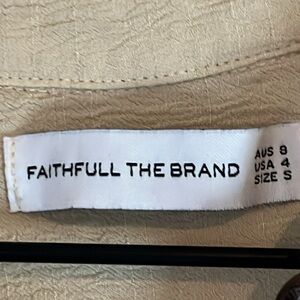 FAITHFULL THE BRAND
AUS 8
USA 4
SIZE S